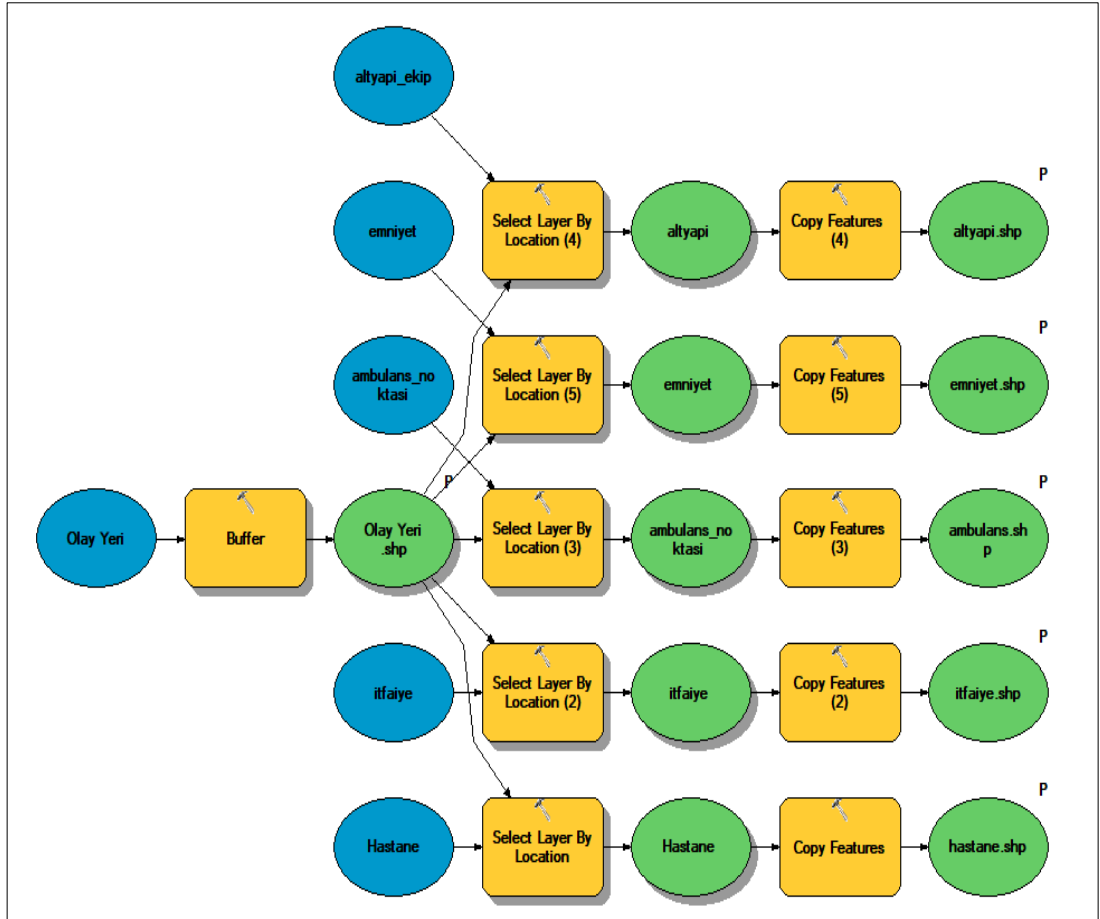 altyapi_ekip
P
Select Layer By
Location (4)
altyapi
Copy Features
(4)
altyapi.shp
emniyet
P
Select Layer By
Location (5)
emniyet
Copy Features
(5)
emniyet.shp
ambulans_no
ktasi
P
P
Olay Yeri
Buffer
Olay Yeri
.shp
Select Layer By
Location (3)
ambulans_no
ktasi
Copy Features
(3)
ambulans.sh
p
P
itfaiye
Select Layer By
Location (2)
itfaiye
Copy Features
(2)
itfaiye.shp
P
Hastane
Select Layer By
Location
Hastane
Copy Features
hastane.shp